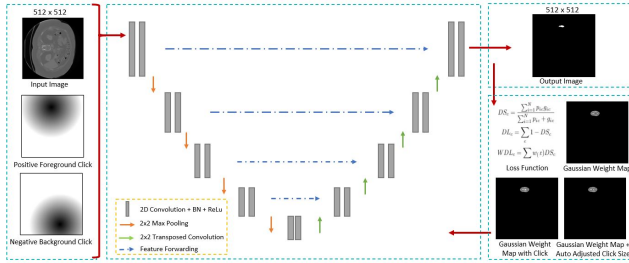 512 x 512
Input Image
Positive Foreground Click
Negative Background Click
2D Convolution + BN + ReLu
2x2 Max Pooling
2x2 Transposed Convolution
Feature Forwarding
512 x 512
Output Image
Loss Function
Gaussian Weight Map
Gaussian Weight
Map with Click
Gaussian Weight Map +
Auto Adjusted Click Size